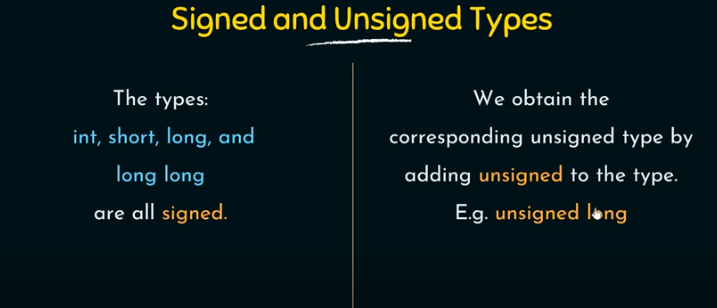 Signed and Unsigned Types
The types:
int, short, long, and
long long
are all signed.
We obtain the
corresponding unsigned type by
adding unsigned to the type.
E.g. unsigned long